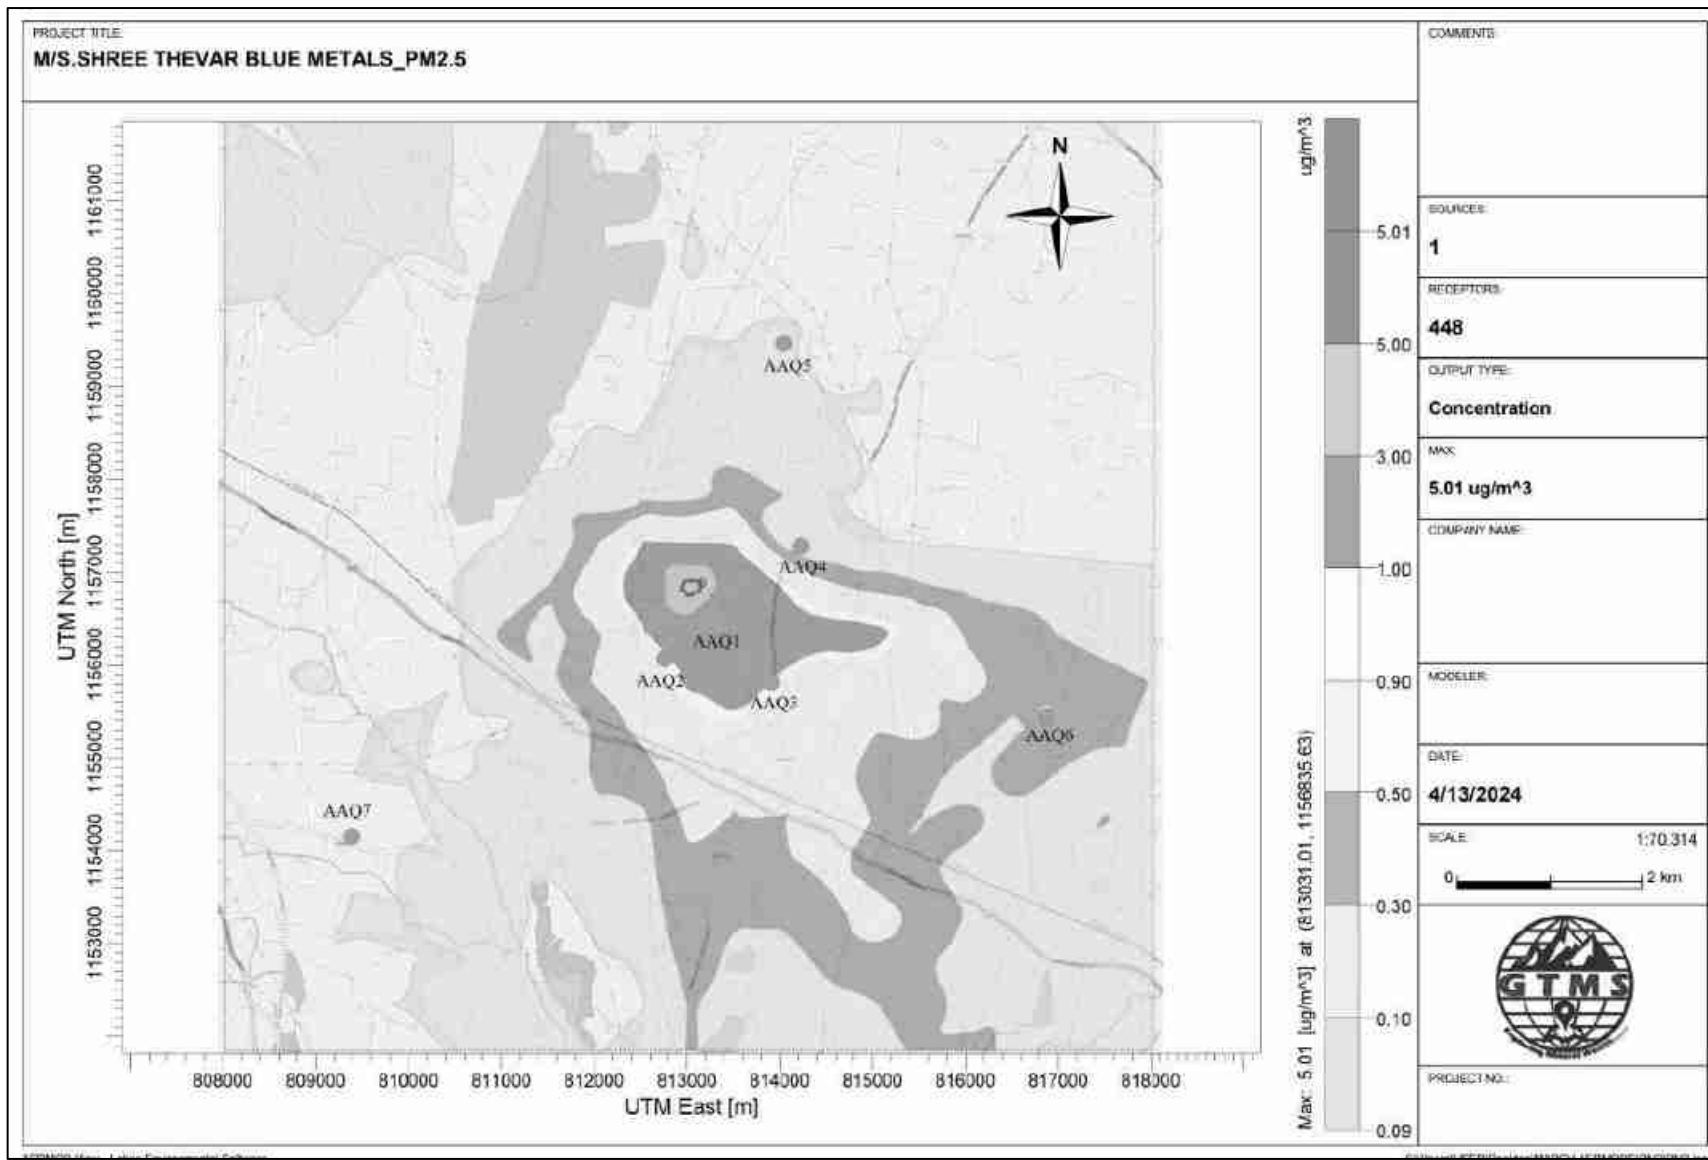 PROJECT TITLE:
M/S.SHREE THEVAR BLUE METALS_PM2.5
COMMENTS:
SOURCES:
1
RECEPTORS:
448
OUTPUT TYPE:
Concentration
MAX:
5.01 ug/m^3
COMPANY NAME:
MODELER:
DATE:
4/13/2024
SCALE:
1:70,314
0
2 km
GTMS
PROJECT NO.:
N
AAQ5
AAQ4
AAQ1
AAQ2
AAQ3
AAQ6
AAQ7
UTM North [m]
1161000
1160000
1159000
1158000
1157000
1156000
1155000
1154000
1153000
808000 809000 810000 811000 812000 813000 814000 815000 816000 817000 818000
UTM East [m]
ug/m^3
5.01
5.00
3.00
1.00
0.90
0.50
0.30
0.10
0.09
Max: 5.01 [ug/m^3] at (813031.01, 1156835.63)